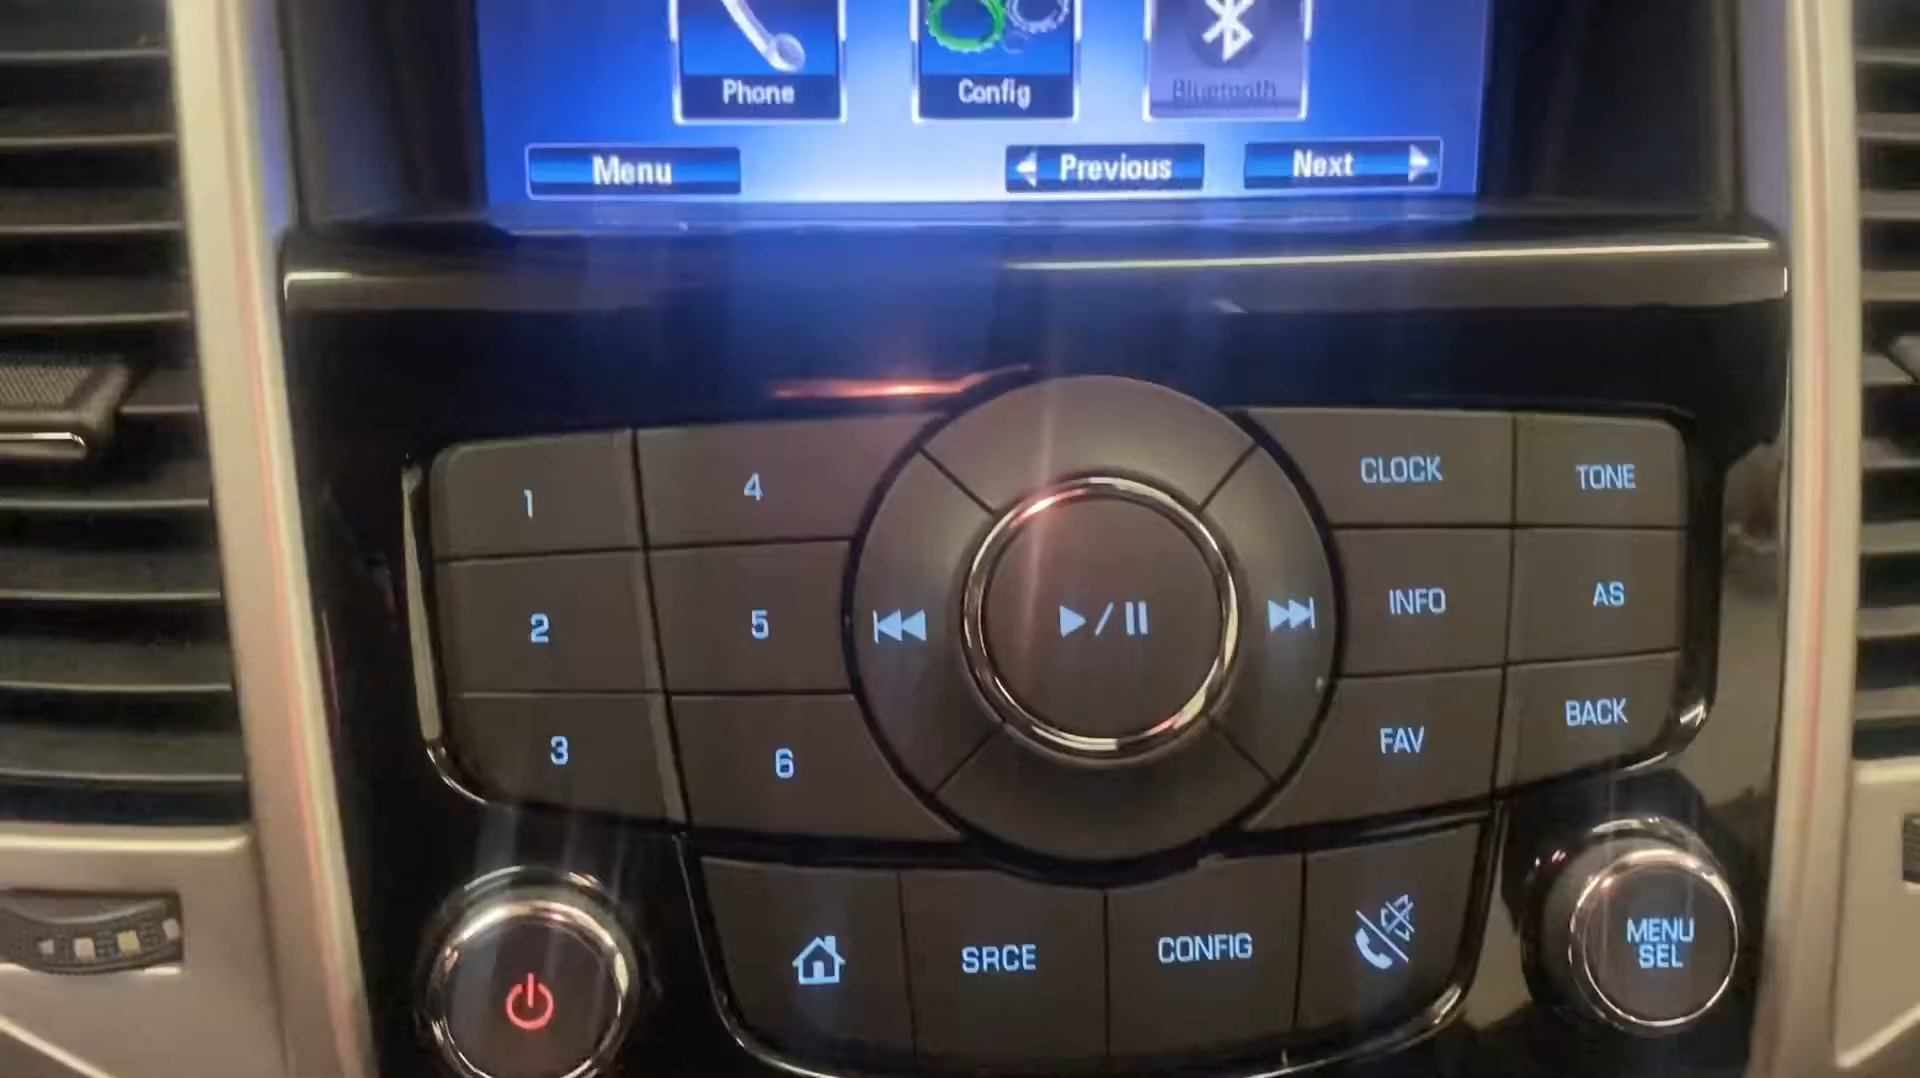 Phone
Config
Bluetooth
Menu
Previous
Next
1
4
CLOCK
TONE
2
5
INFO
AS
3
6
FAV
BACK
SRCE
CONFIG
MENU
SEL